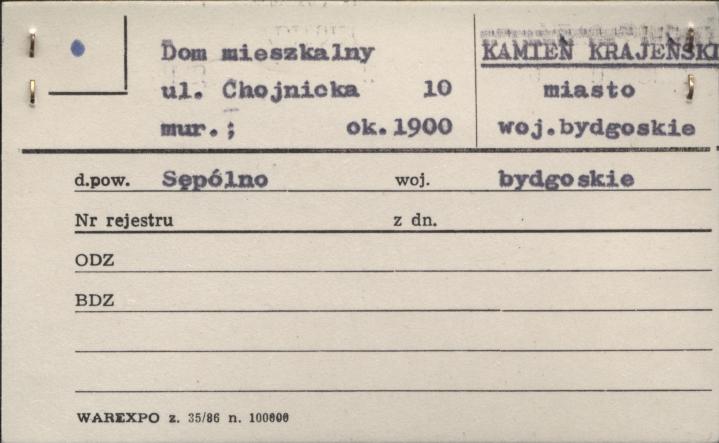 Dom mieszkalny
ul. Chojnicka 10
mur.; ok.1900
KAMIEŃ KRAJEŃSKI
miasto
woj.bydgoskie
d.pow. Sępólno woj. bydgoskie
Nr rejestru z dn.
ODZ
BDZ
WAREXPO z. 35/86 n. 100000